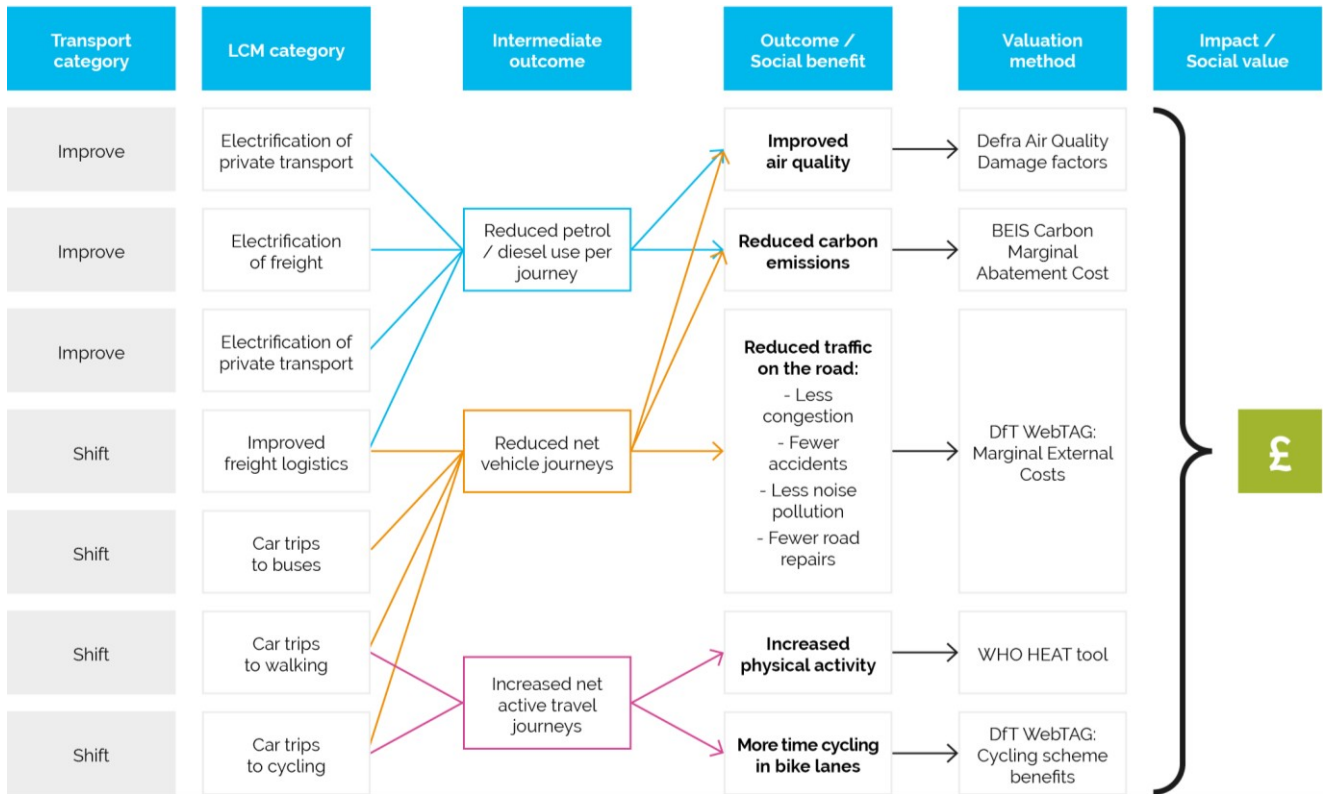 Transport
category
LCM category
Intermediate
outcome
Outcome /
Social benefit
Valuation
method
Impact /
Social value
Improve
Electrification of
private transport
Improved
air quality
Defra Air Quality
Damage factors
Improve
Electrification
of freight
Reduced petrol
/ diesel use per
journey
Reduced carbon
emissions
BEIS Carbon
Marginal
Abatement Cost
Improve
Electrification of
private transport
Reduced traffic
on the road:
- Less
congestion
- Fewer
accidents
- Less noise
pollution
- Fewer road
repairs
DfT WebTAG:
Marginal External
Costs
£
Shift
Improved
freight logistics
Reduced net
vehicle journeys
Shift
Car trips
to buses
Shift
Car trips
to walking
Increased net
active travel
journeys
Increased
physical activity
WHO HEAT tool
Shift
Car trips
to cycling
More time cycling
in bike lanes
DfT WebTAG:
Cycling scheme
benefits